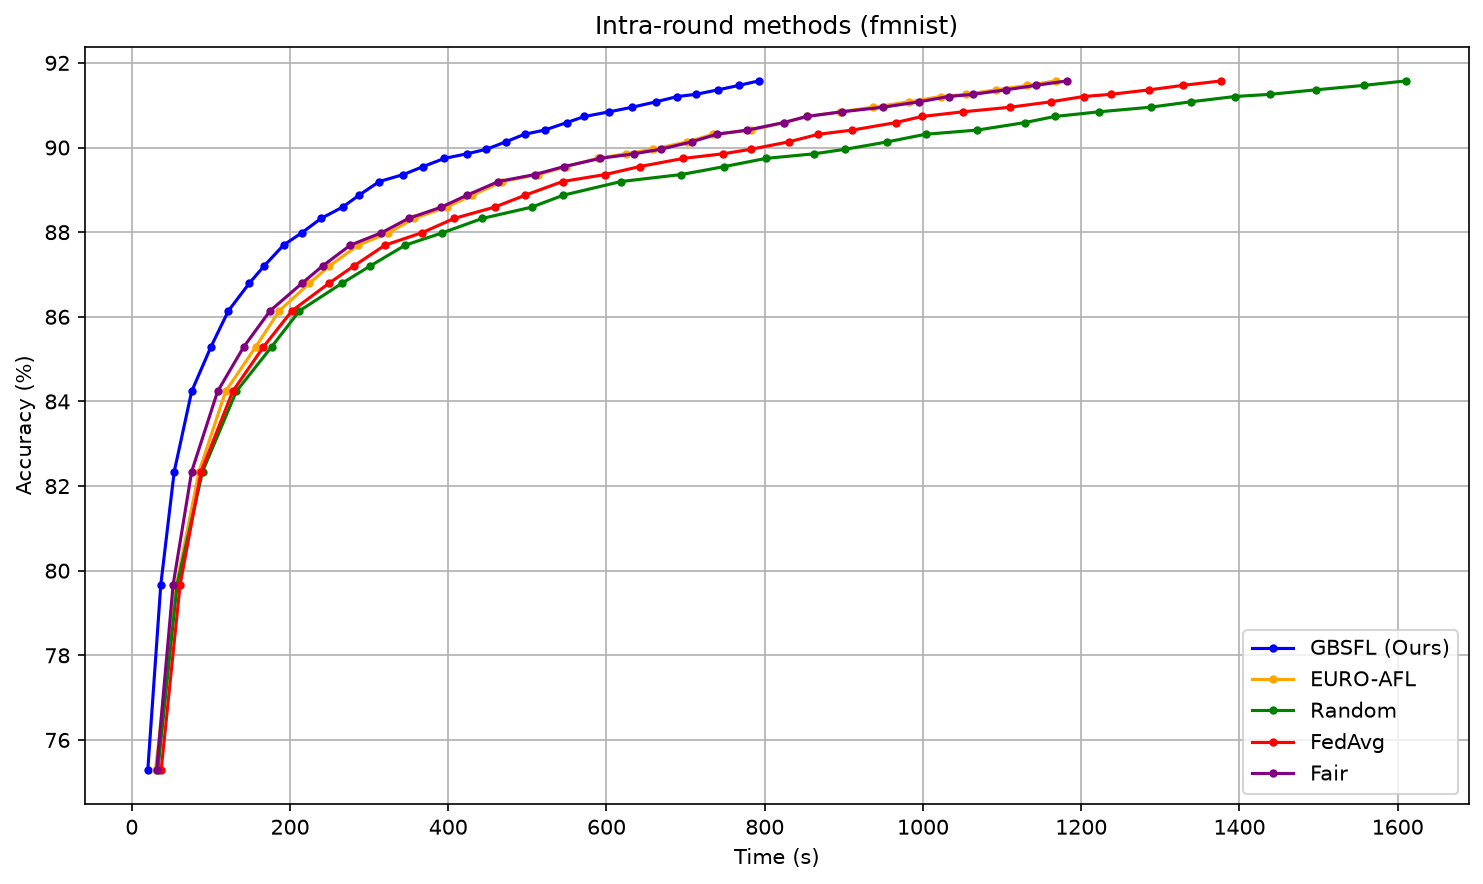 Intra-round methods (fmnist)
92
90
88
86
84
82
80
78
76
Accuracy (%)
0 200 400 600 800 1000 1200 1400 1600
Time (s)
GBSFL (Ours)
EURO-AFL
Random
FedAvg
Fair